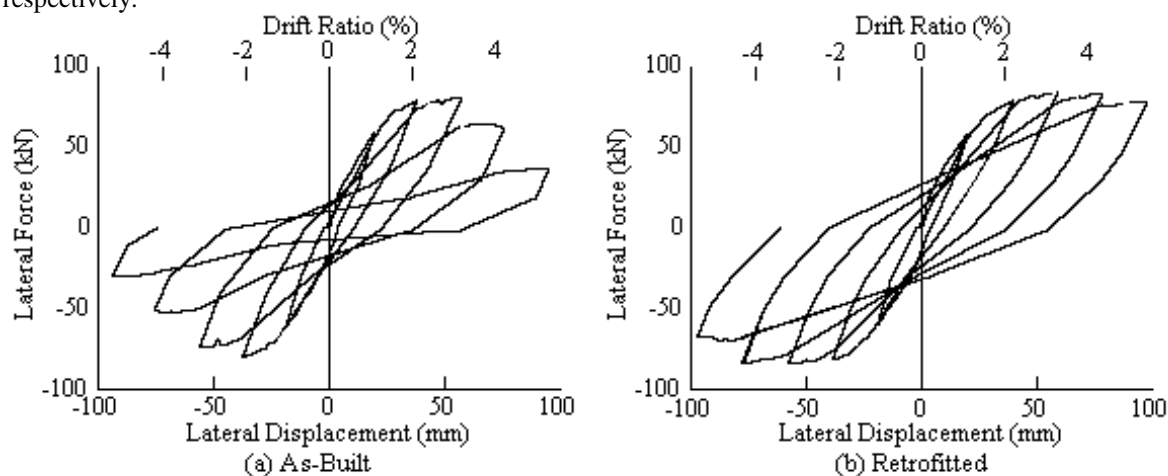 respectively.
Drift Ratio (%)
-4 -2 0 2 4
100
50
0
-50
-100
Lateral Force (kN)
-100 -50 0 50 100
Lateral Displacement (mm)
(a) As-Built
Drift Ratio (%)
-4 -2 0 2 4
100
50
0
-50
-100
Lateral Force (kN)
-100 -50 0 50 100
Lateral Displacement (mm)
(b) Retrofitted